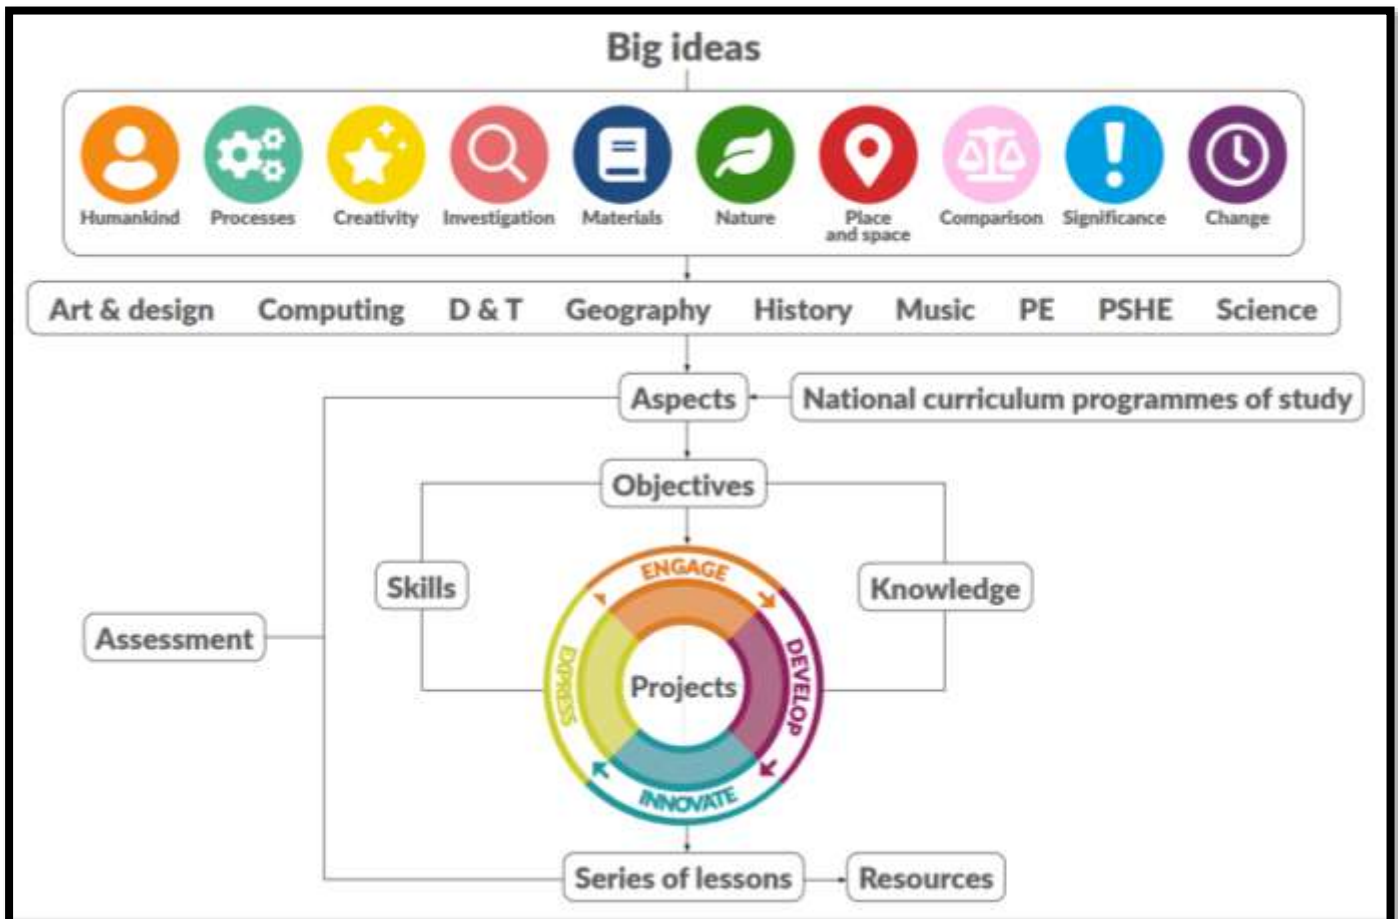 Big ideas
Humankind Processes Creativity Investigation Materials Nature Place and space Comparison Significance Change
Art & design Computing D & T Geography History Music PE PSHE Science
Aspects National curriculum programmes of study
Objectives
Skills
Knowledge
Assessment
ENGAGE
DEVELOP
INNOVATE
EXPRESS
Projects
Series of lessons Resources